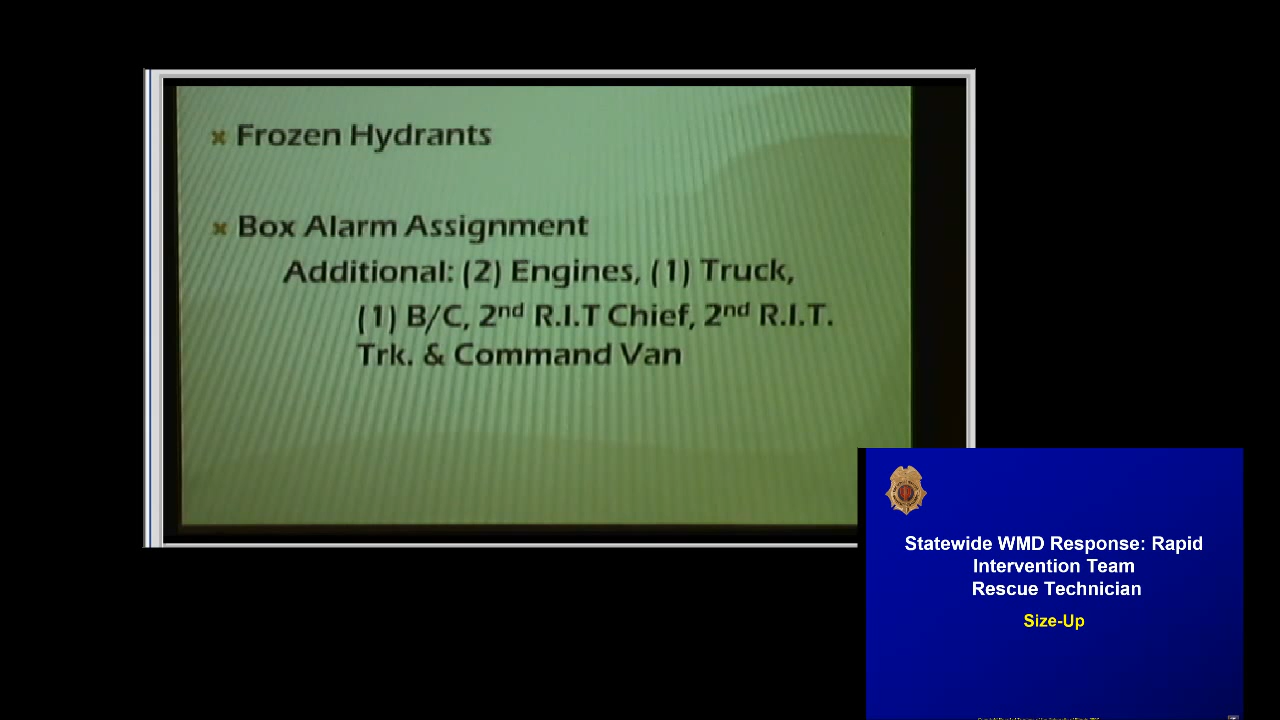 Frozen Hydrants
Box Alarm Assignment
Additional: (2) Engines, (1) Truck,
(1) B/C, 2nd R.I.T Chief, 2nd R.I.T.
Trk. & Command Van
Statewide WMD Response: Rapid
Intervention Team
Rescue Technician
Size-Up